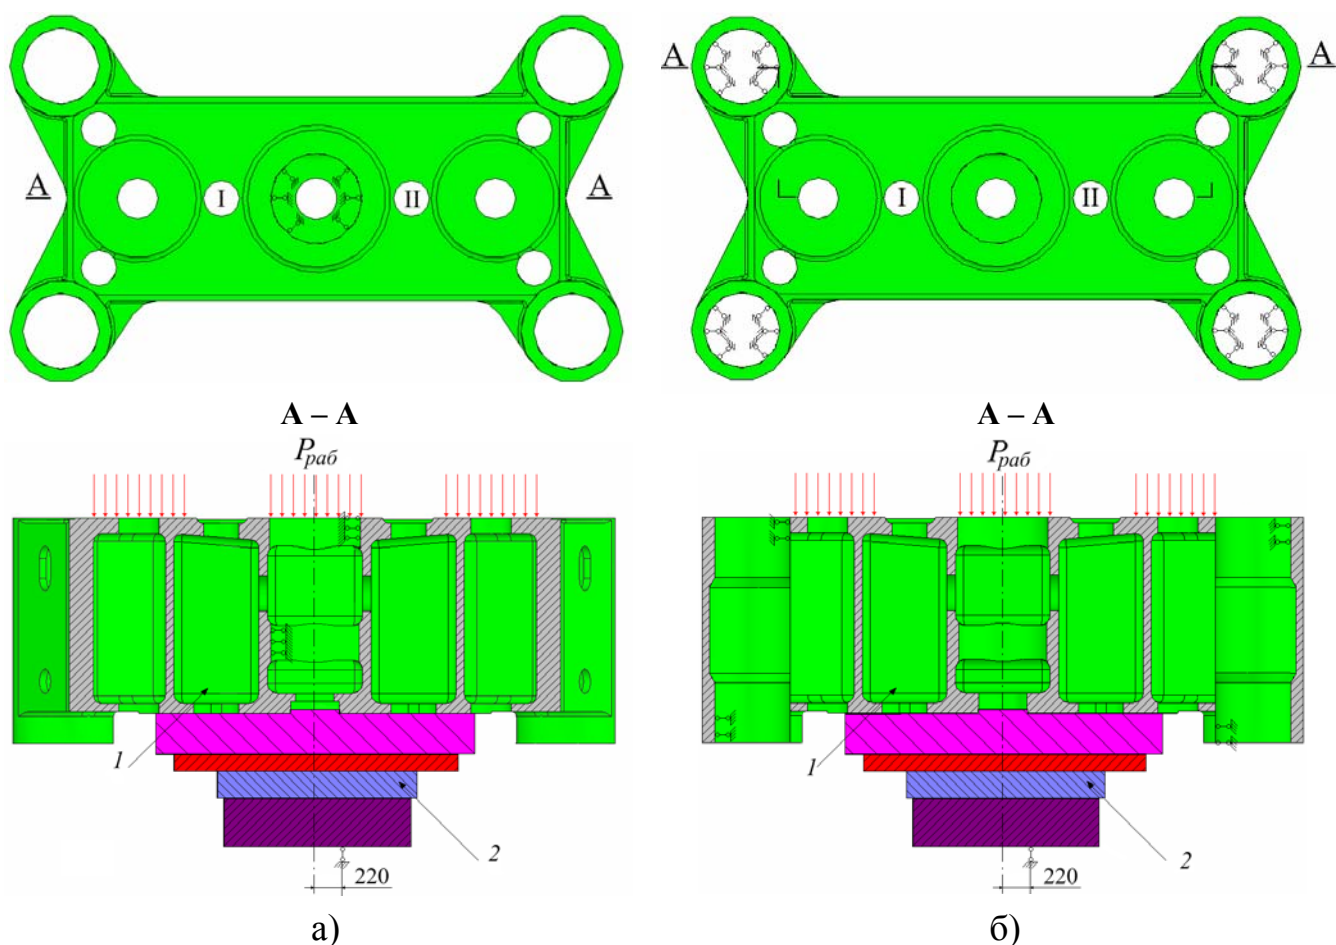 А А
I II
А А
I II
А – А А – А
Pраб Pраб
1 1
2 2
220 220
а) б)